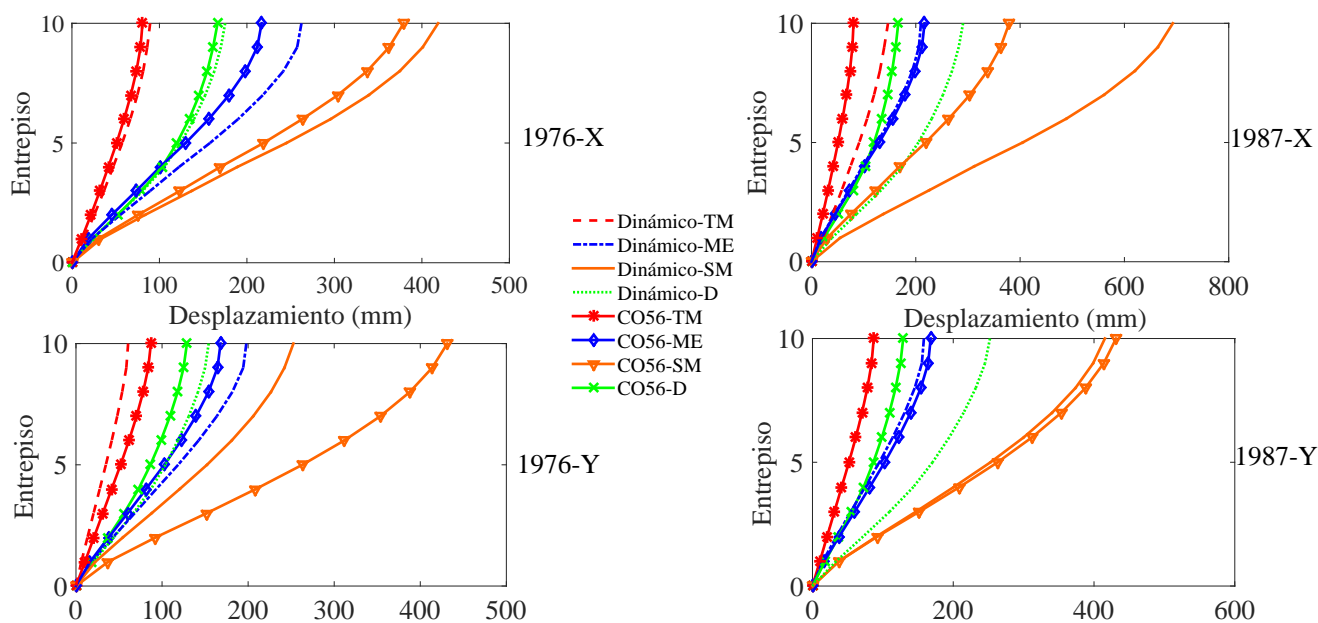 10
5
0
Entrepiso
0
100
200
300
400
500
Desplazamiento (mm)
1976-X
10
5
0
Entrepiso
0
200
400
600
800
Desplazamiento (mm)
1987-X
Dinámico-TM
Dinámico-ME
Dinámico-SM
Dinámico-D
CO56-TM
CO56-ME
CO56-SM
CO56-D
10
5
0
Entrepiso
0
100
200
300
400
500
1976-Y
10
5
0
Entrepiso
0
200
400
600
1987-Y